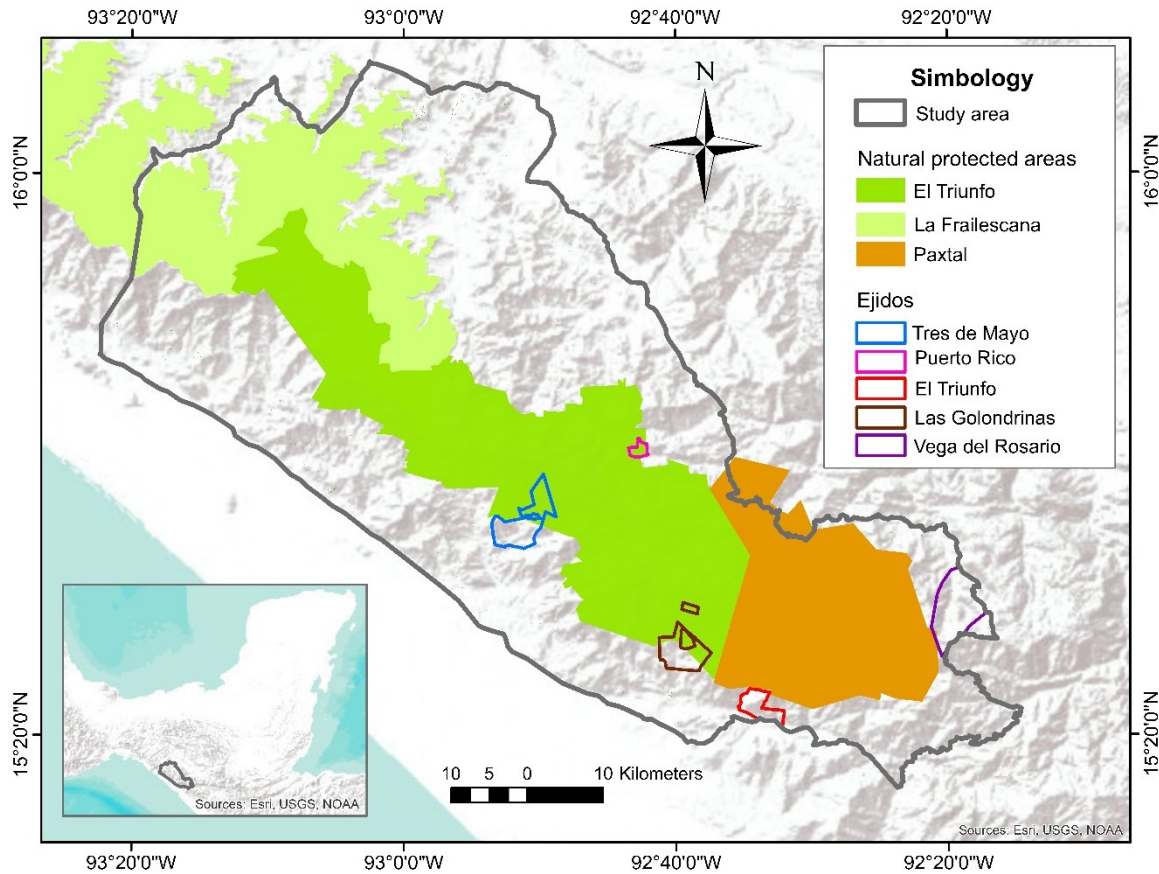 93°20'0"W 93°0'0"W 92°40'0"W 92°20'0"W
N
Simbology
Study area
Natural protected areas
El Triunfo
La Frailescana
Paxtal
Ejidos
Tres de Mayo
Puerto Rico
El Triunfo
Las Golondrinas
Vega del Rosario
16°0'0"N 16°0'0"N
15°20'0"N 15°20'0"N
10 5 0 10 Kilometers
Sources: Esri, USGS, NOAA
Sources: Esri, USGS, NOAA
93°20'0"W 93°0'0"W 92°40'0"W 92°20'0"W